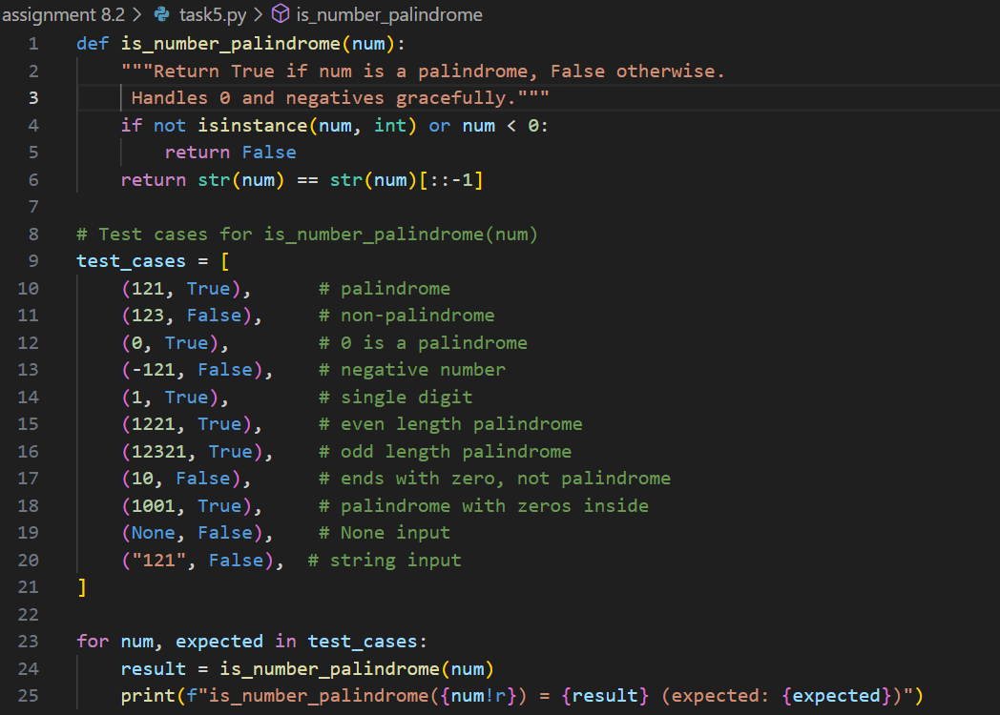 assignment 8.2 > task5.py > is_number_palindrome
1 def is_number_palindrome(num):
2     """Return True if num is a palindrome, False otherwise.
3      Handles 0 and negatives gracefully."""
4     if not isinstance(num, int) or num < 0:
5         return False
6     return str(num) == str(num)[::-1]
7
8 # Test cases for is_number_palindrome(num)
9 test_cases = [
10     (121, True),      # palindrome
11     (123, False),     # non-palindrome
12     (0, True),        # 0 is a palindrome
13     (-121, False),    # negative number
14     (1, True),        # single digit
15     (1221, True),     # even length palindrome
16     (12321, True),    # odd length palindrome
17     (10, False),      # ends with zero, not palindrome
18     (1001, True),     # palindrome with zeros inside
19     (None, False),    # None input
20     ("121", False),  # string input
21 ]
22
23 for num, expected in test_cases:
24     result = is_number_palindrome(num)
25     print(f"is_number_palindrome({num!r}) = {result} (expected: {expected})")